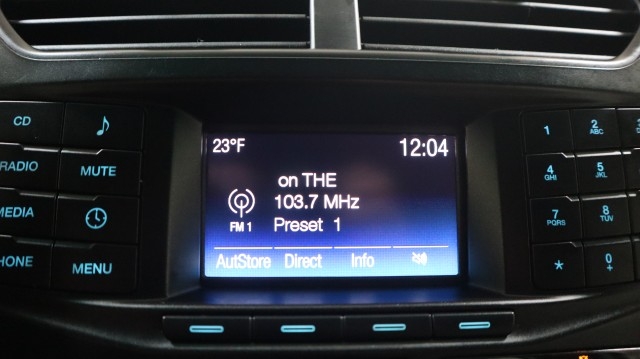 CD
RADIO
MUTE
MEDIA
PHONE
MENU
23°F
12:04
on THE
103.7 MHz
FM 1
Preset 1
AutStore Direct Info
1
2 ABC
4 GHI
5 JKL
7 PQRS
8 TUV
*
0 +